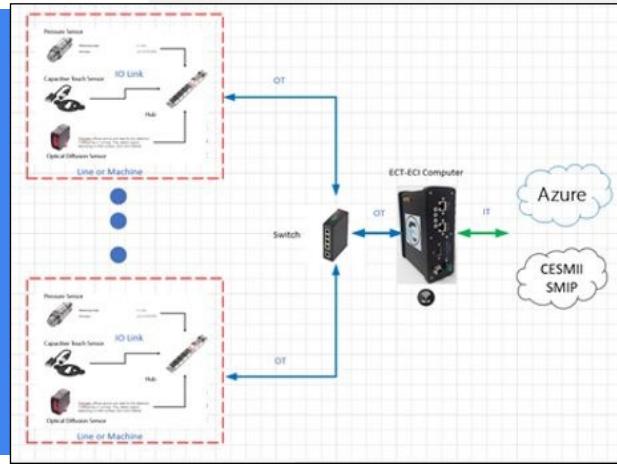 Pressure Sensor
IO Link
Capacitive Touch Sensor
Hub
Optical Diffusion Sensor
Line or Machine
OT
ECT-ECI Computer
Switch
OT
IT
Azure
CESMII
SMIP
Pressure Sensor
IO Link
Capacitive Touch Sensor
Hub
Optical Diffusion Sensor
Line or Machine
OT